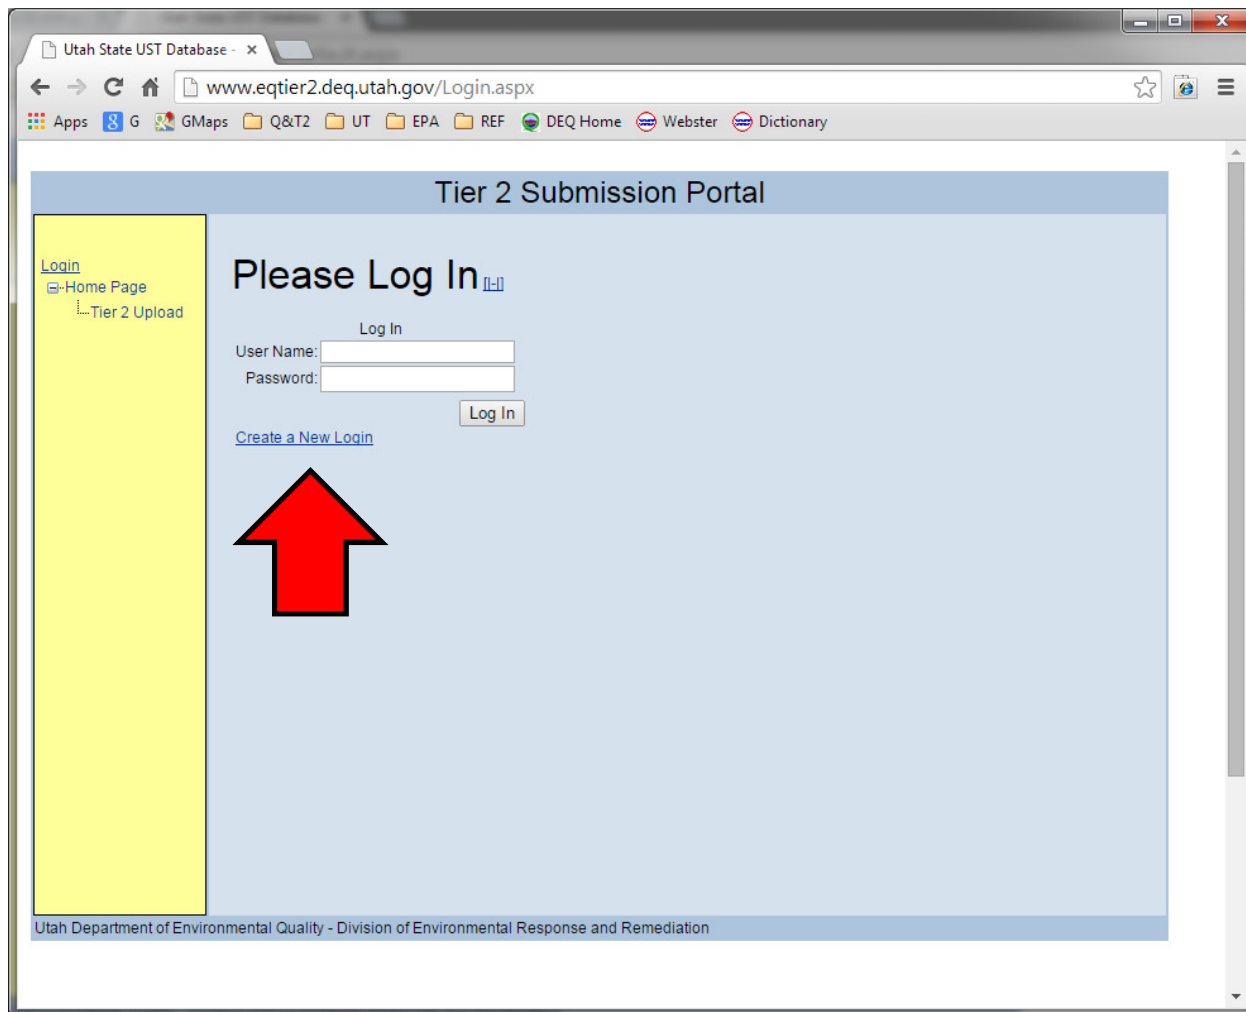 Utah State UST Database -
www.eqtier2.deq.utah.gov/Login.aspx
Apps G GMaps Q&T2 UT EPA REF DEQ Home Webster Dictionary
Tier 2 Submission Portal
Login
Home Page
Tier 2 Upload
Please Log In [|-|]
Log In
User Name:
Password:
Log In
Create a New Login
Utah Department of Environmental Quality - Division of Environmental Response and Remediation